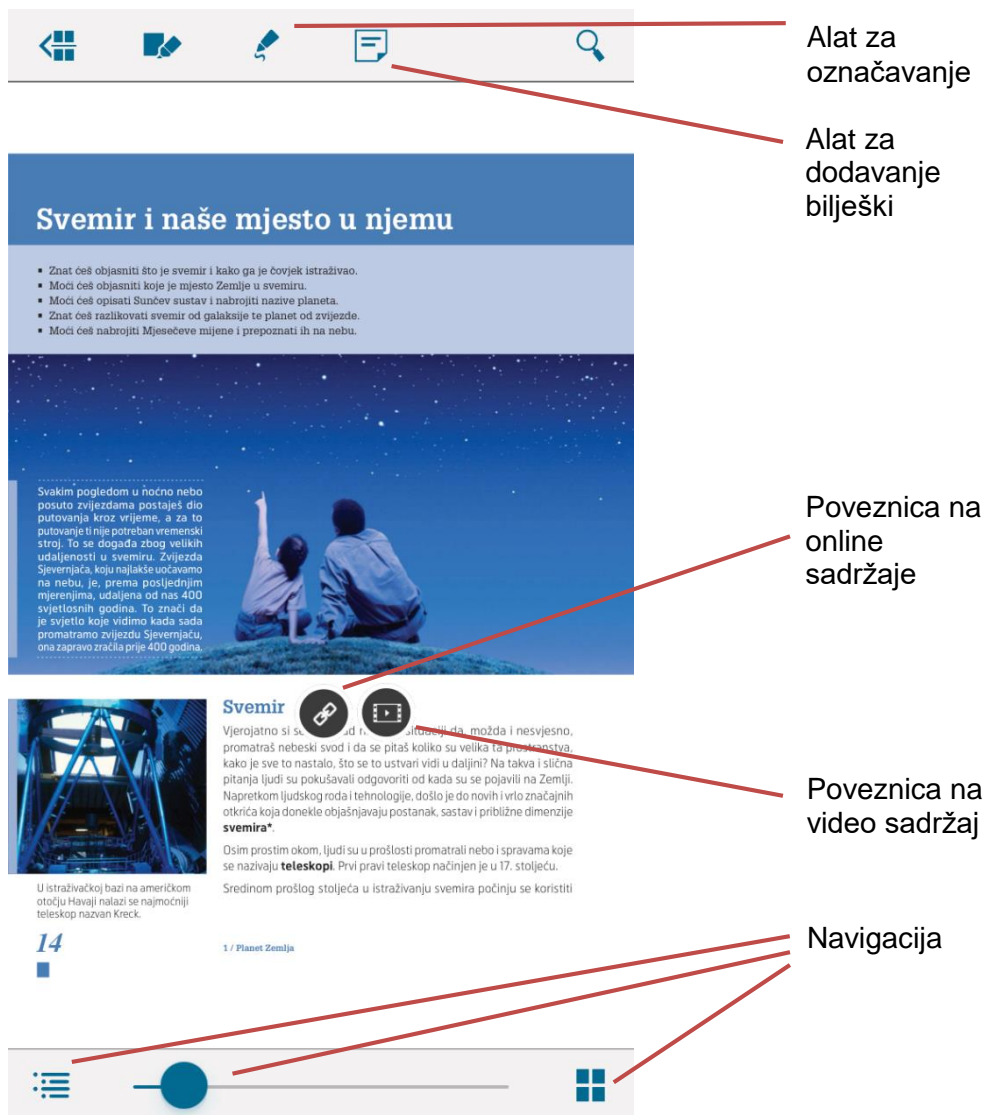 Alat za
označavanje
Alat za
dodavanje
bilješki
Svemir i naše mjesto u njemu
▪ Znat ćeš objasniti što je svemir i kako ga je čovjek istraživao.
▪ Moći ćeš objasniti koje je mjesto Zemlje u svemiru.
▪ Moći ćeš opisati Sunčev sustav i nabrojiti nazive planeta.
▪ Znat ćeš razlikovati svemir od galaksije te planet od zvijezde.
▪ Moći ćeš nabrojiti Mjesečeve mijene i prepoznati ih na nebu.
Svakim pogledom u noćno nebo
posuto zvijezdama postaješ dio
putovanja kroz vrijeme, a za to
putovanje ti nije potreban vremenski
stroj. To se događa zbog velikih
udaljenosti u svemiru. Zvijezda
Sjevernjača, koju najlakše uočavamo
na nebu, je, prema posljednjim
mjerenjima, udaljena od nas 400
svjetlosnih godina. To znači da
je svjetlo koje vidimo kada sada
promatramo zvijezdu Sjevernjaču,
ona zapravo zračila prije 400 godina.
Poveznica na
online
sadržaje
Svemir
Vjerojatno si se situaciji da, možda i nesvjesno,
promatraš nebeski svod i da se pitaš koliko su velika ta prostranstva,
kako je sve to nastalo, što se to ustvari vidi u daljini? Na takva i slična
pitanja ljudi su pokušavali odgovoriti od kada su se pojavili na Zemlji.
Napretkom ljudskog roda i tehnologije, došlo je do novih i vrlo značajnih
otkrića koja donekle objašnjavaju postanak, sastav i približne dimenzije
svemira*.
Osim prostim okom, ljudi su u prošlosti promatrali nebo i spravama koje
se nazivaju teleskopi. Prvi pravi teleskop načinjen je u 17. stoljeću.
Sredinom prošlog stoljeća u istraživanju svemira počinju se koristiti
Poveznica na
video sadržaj
U istraživačkoj bazi na američkom
otočju Havaji nalazi se najmoćniji
teleskop nazvan Kreck.
14
1 / Planet Zemlja
Navigacija